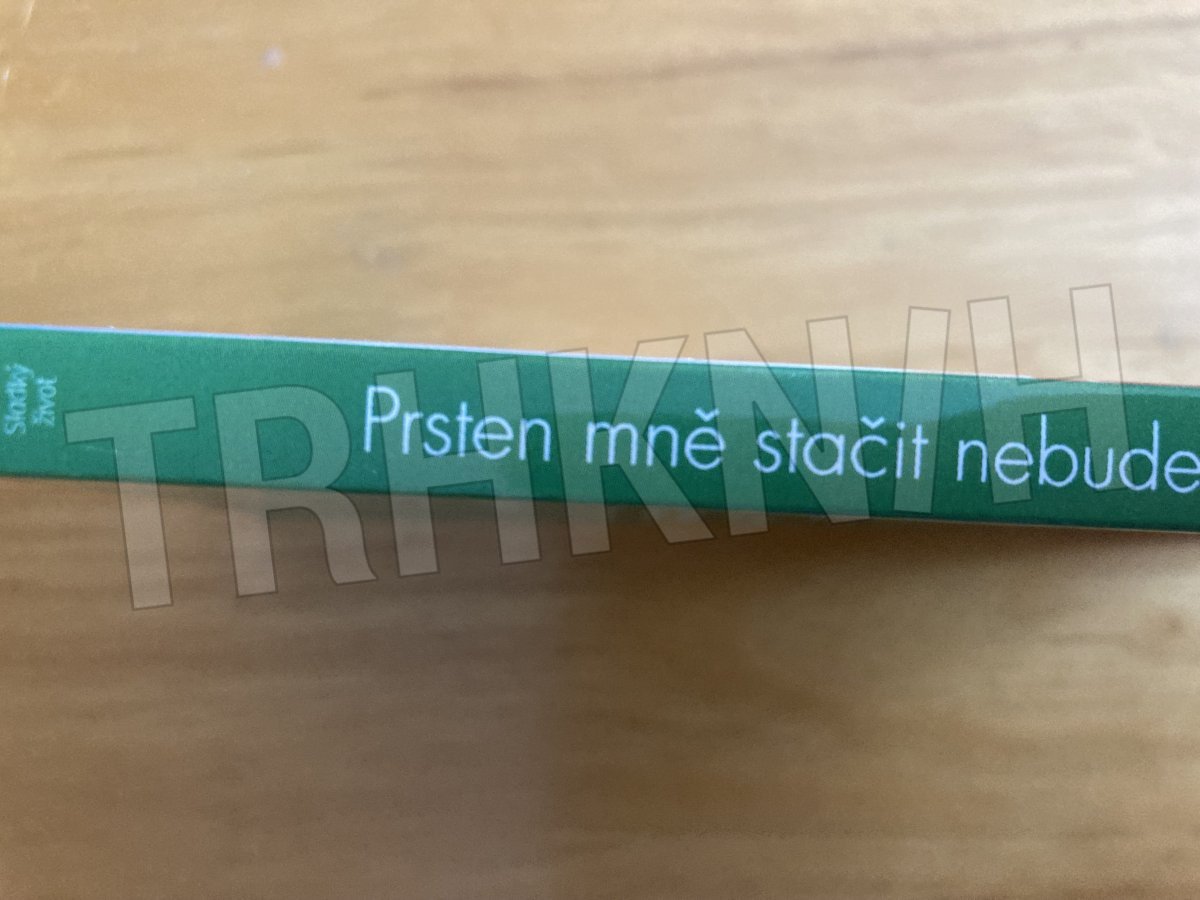 Sladký
život
Prsten mně stačit nebude
TRHKNIH